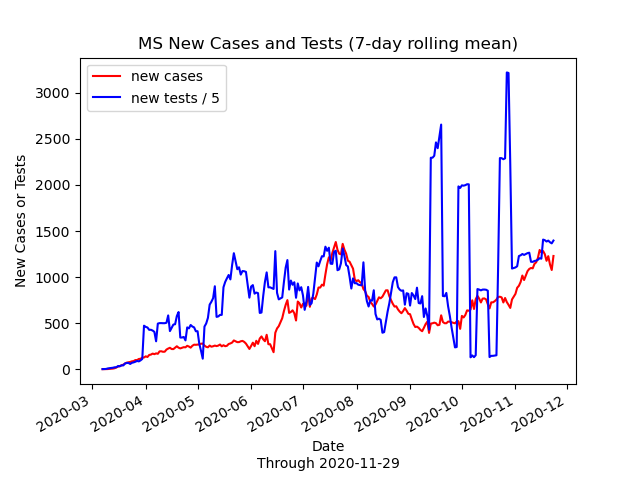 MS New Cases and Tests (7-day rolling mean)
new cases
new tests / 5
3000
2500
2000
1500
1000
500
0
New Cases or Tests
2020-03
2020-04
2020-05
2020-06
2020-07
2020-08
2020-09
2020-10
2020-11
2020-12
Date
Through 2020-11-29